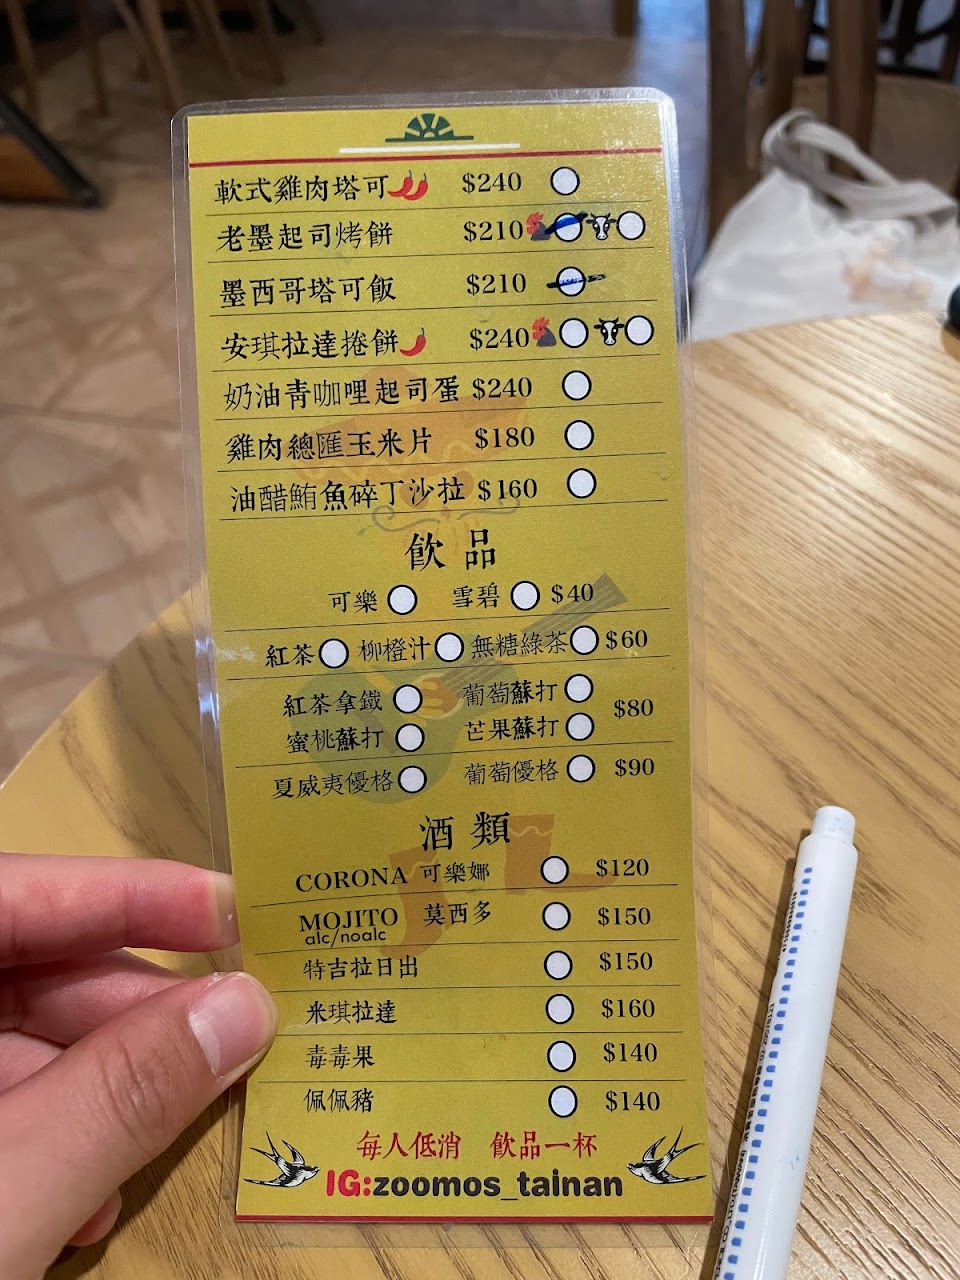 軟式雞肉塔可 $240
老墨起司烤餅 $210
墨西哥塔可飯 $210
安琪拉達捲餅 $240
奶油青咖哩起司蛋 $240
雞肉總匯玉米片 $180
油醋鮪魚碎丁沙拉 $160
飲品
可樂 雪碧 $40
紅茶 柳橙汁 無糖綠茶 $60
紅茶拿鐵 葡萄蘇打
$80
蜜桃蘇打 芒果蘇打
夏威夷優格 葡萄優格 $90
酒類
CORONA 可樂娜 $120
MOJITO 莫西多 $150
alc/noalc
特吉拉日出 $150
米琪拉達 $160
毒毒果 $140
佩佩豬 $140
每人低消 飲品一杯
IG:zoomos_tainan